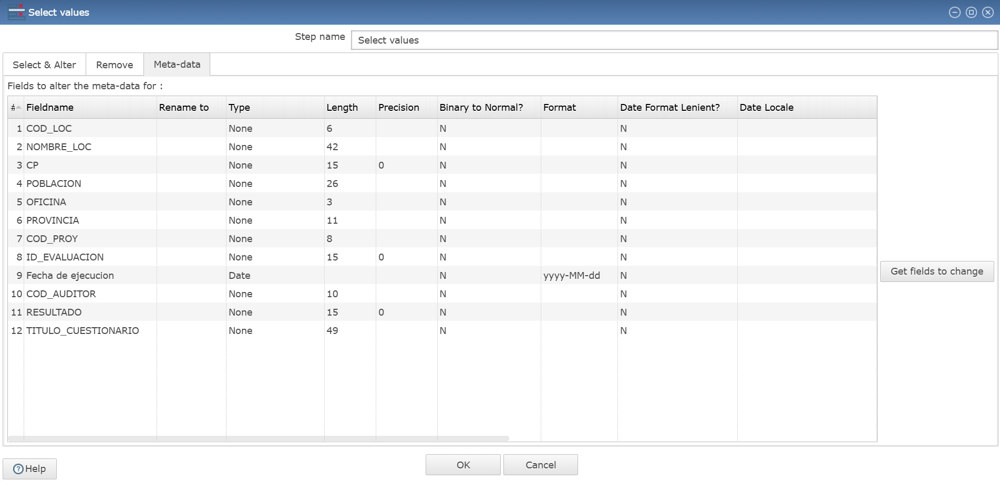 Select values
Step name Select values
Select & Alter Remove Meta-data
Fields to alter the meta-data for :
# Fieldname Rename to Type Length Precision Binary to Normal? Format Date Format Lenient? Date Locale
1 COD_LOC None 6 N N
2 NOMBRE_LOC None 42 N N
3 CP None 15 0 N N
4 POBLACION None 26 N N
5 OFICINA None 3 N N
6 PROVINCIA None 11 N N
7 COD_PROY None 8 N N
8 ID_EVALUACION None 15 0 N N
9 Fecha de ejecucion Date N yyyy-MM-dd N
10 COD_AUDITOR None 10 N N
11 RESULTADO None 15 0 N N
12 TITULO_CUESTIONARIO None 49 N N
Get fields to change
Help OK Cancel